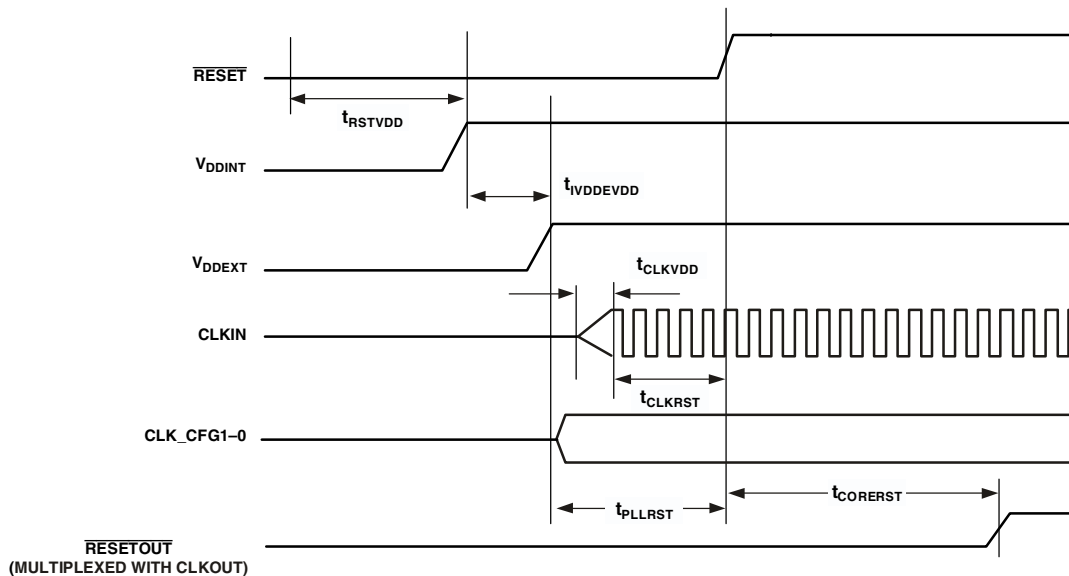 RESET
tRSTVDD
VDDINT
tIVDDEVDD
VDDEXT
tCLKVDD
CLKIN
tCLKRST
CLK_CFG1–0
tPLLRST
tCORERST
RESETOUT
(MULTIPLEXED WITH CLKOUT)